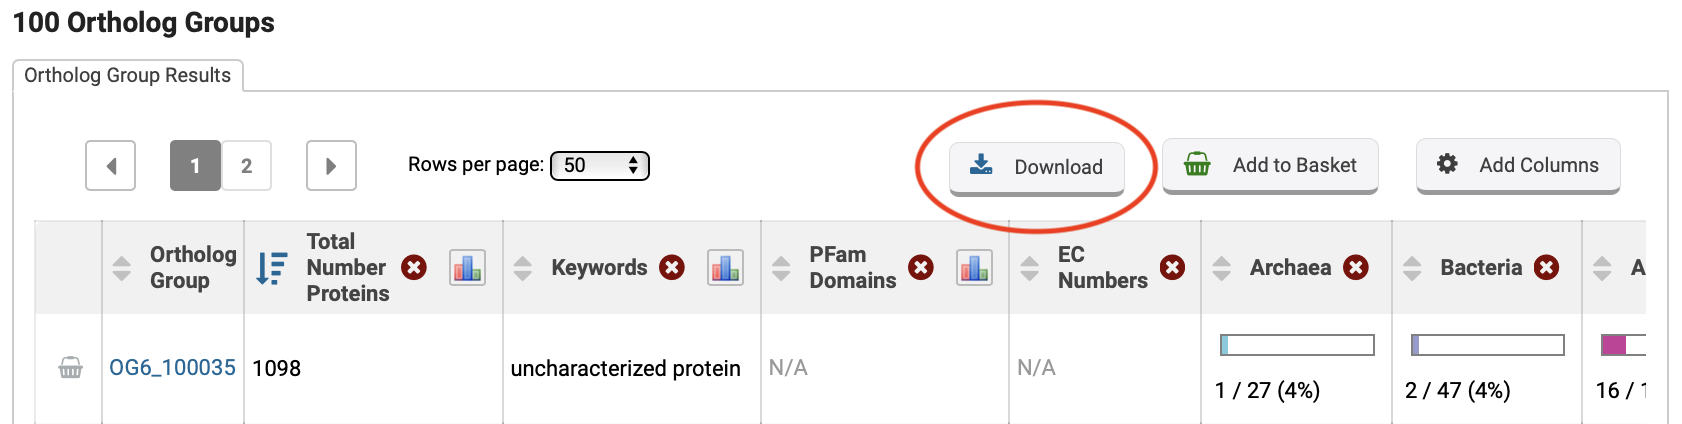 100 Ortholog Groups
Ortholog Group Results
1
2
Rows per page: 50
Download
Add to Basket
Add Columns
Ortholog
Group
Total
Number
Proteins
Keywords
PFam
Domains
EC
Numbers
Archaea
Bacteria
A
OG6_100035
1098
uncharacterized protein
N/A
N/A
1 / 27 (4%)
2 / 47 (4%)
16 / 1